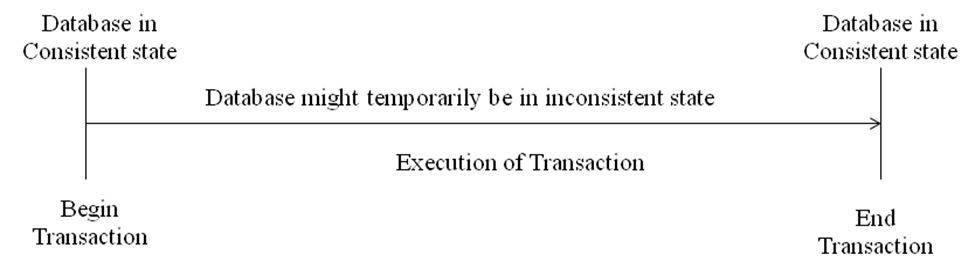 Database in
Consistent state
Database in
Consistent state
Database might temporarily be in inconsistent state
Execution of Transaction
Begin
Transaction
End
Transaction